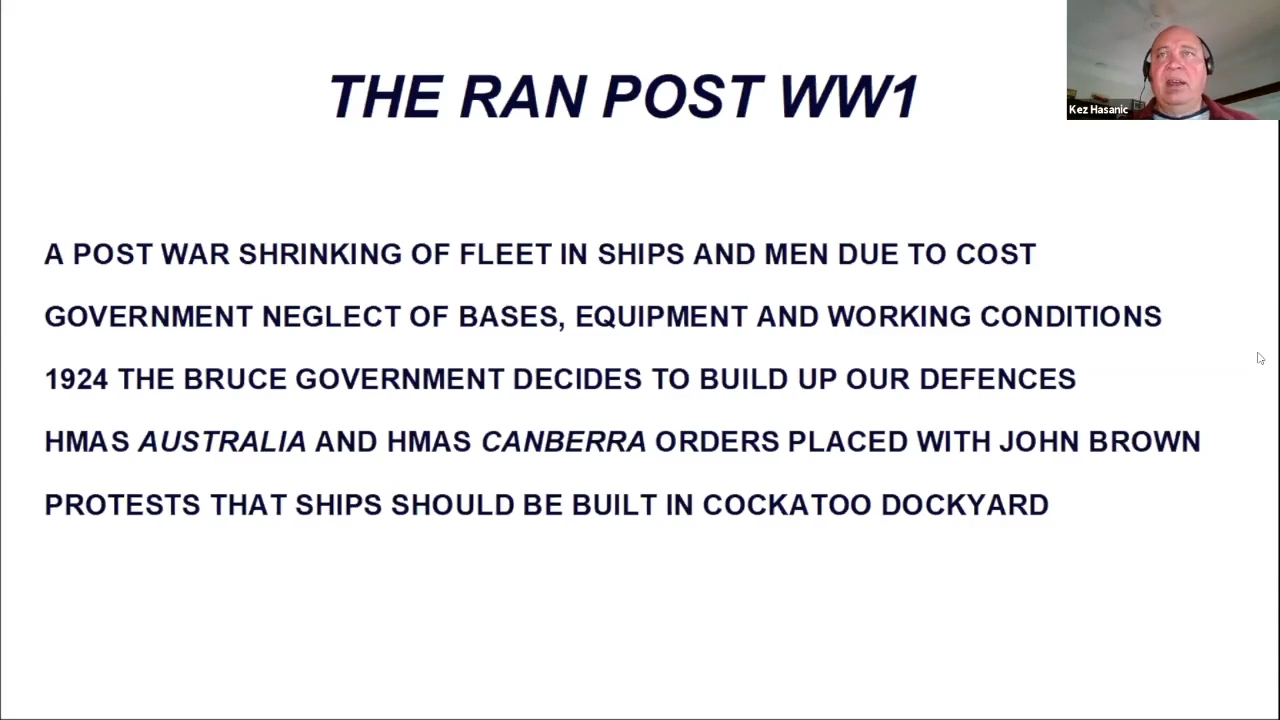 THE RAN POST WW1
Kez Hasanic
A POST WAR SHRINKING OF FLEET IN SHIPS AND MEN DUE TO COST
GOVERNMENT NEGLECT OF BASES, EQUIPMENT AND WORKING CONDITIONS
1924 THE BRUCE GOVERNMENT DECIDES TO BUILD UP OUR DEFENCES
HMAS AUSTRALIA AND HMAS CANBERRA ORDERS PLACED WITH JOHN BROWN
PROTESTS THAT SHIPS SHOULD BE BUILT IN COCKATOO DOCKYARD